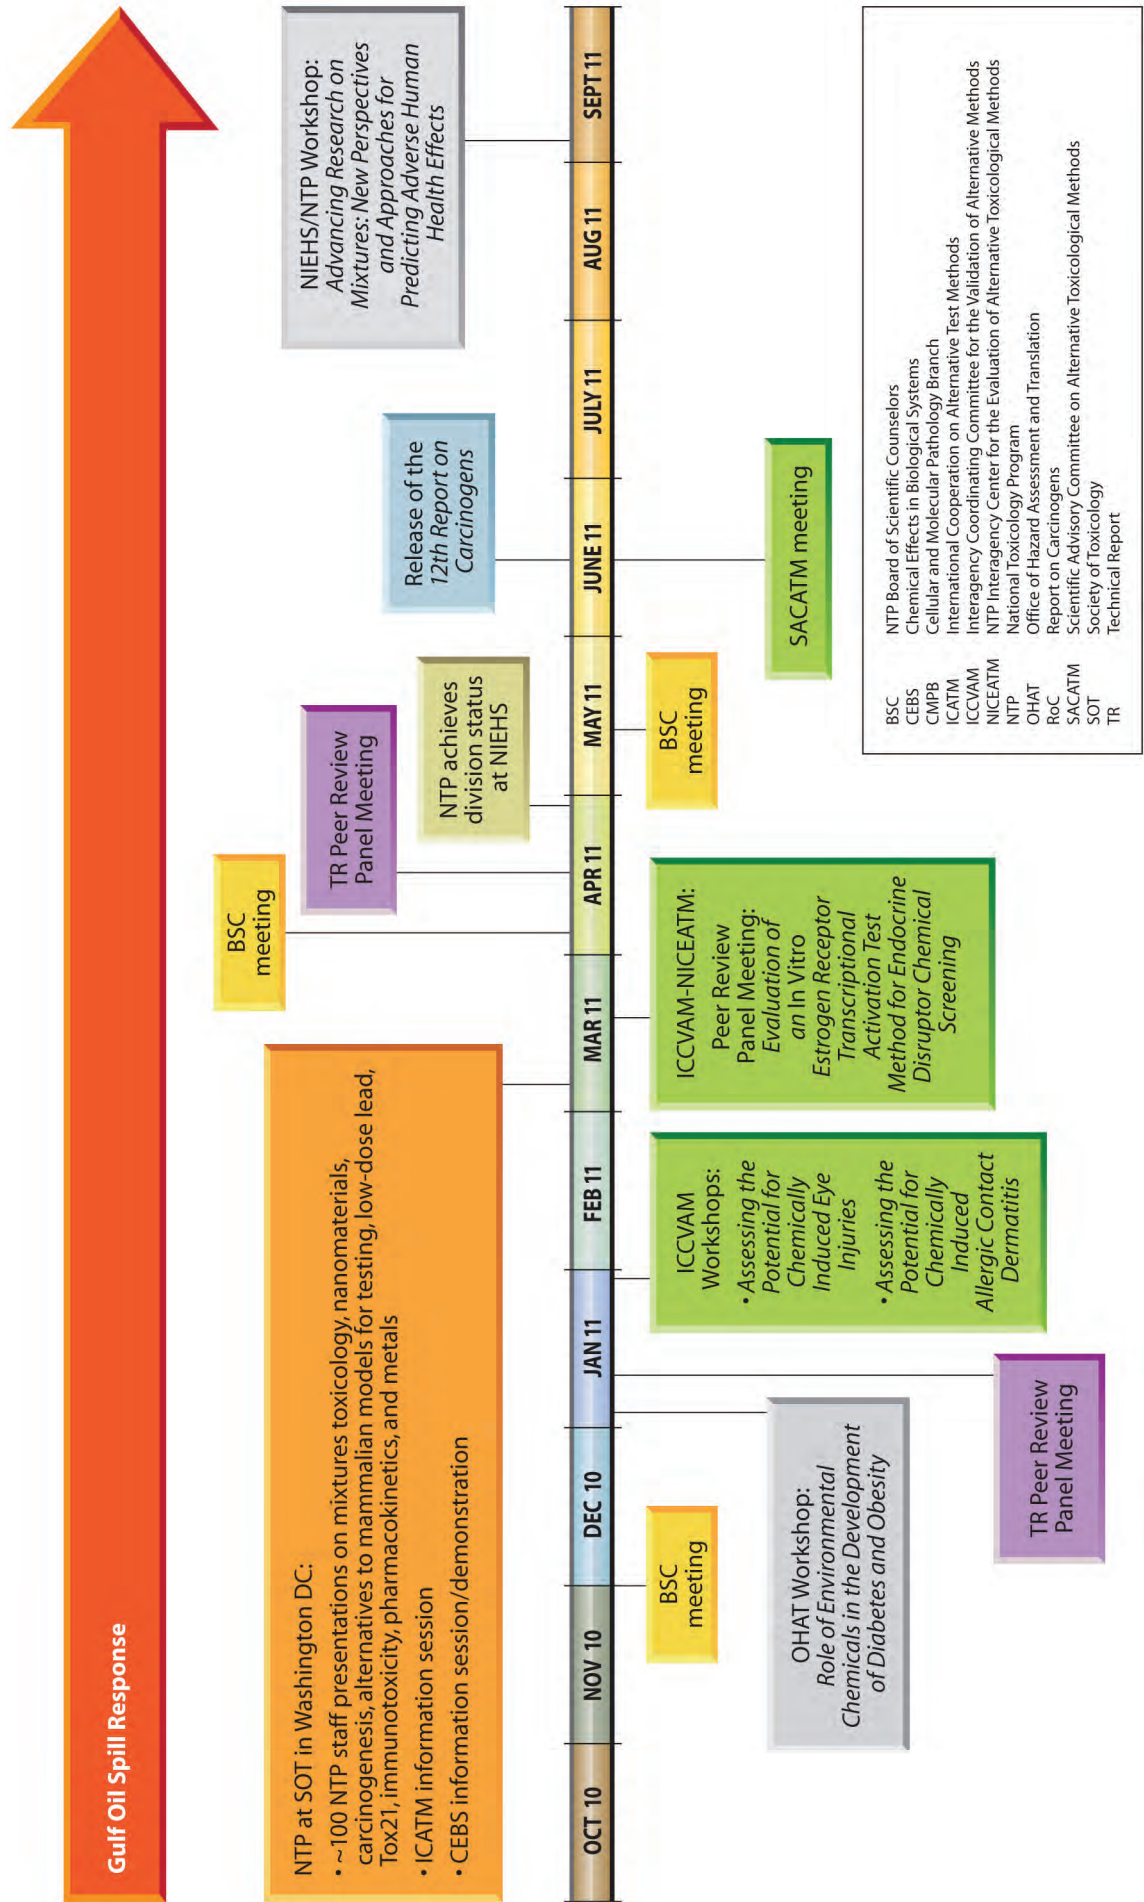 Gulf Oil Spill Response
NTP at SOT in Washington DC:
• ~100 NTP staff presentations on mixtures toxicology, nanomaterials,
carcinogenesis, alternatives to mammalian models for testing, low-dose lead,
Tox21, immunotoxicity, pharmacokinetics, and metals
• ICATM information session
• CEBS information session/demonstration
BSC
meeting
TR Peer Review
Panel Meeting
NTP achieves
division status
at NIEHS
Release of the
12th Report on
Carcinogens
NIEHS/NTP Workshop:
Advancing Research on
Mixtures: New Perspectives
and Approaches for
Predicting Adverse Human
Health Effects
OCT 10
NOV 10
DEC 10
JAN 11
FEB 11
MAR 11
APR 11
MAY 11
JUNE 11
JULY 11
AUG 11
SEPT 11
BSC
meeting
OHAT Workshop:
Role of Environmental
Chemicals in the Development
of Diabetes and Obesity
TR Peer Review
Panel Meeting
ICCVAM
Workshops:
• Assessing the
Potential for
Chemically
Induced Eye
Injuries
• Assessing the
Potential for
Chemically
Induced
Allergic Contact
Dermatitis
ICCVAM-NICEATM:
Peer Review
Panel Meeting:
Evaluation of
an In Vitro
Estrogen Receptor
Transcriptional
Activation Test
Method for Endocrine
Disruptor Chemical
Screening
BSC
meeting
SACATM meeting
BSC NTP Board of Scientific Counselors
CEBS Chemical Effects in Biological Systems
CMPB Cellular and Molecular Pathology Branch
ICATM International Cooperation on Alternative Test Methods
ICCVAM Interagency Coordinating Committee for the Validation of Alternative Methods
NICEATM NTP Interagency Center for the Evaluation of Alternative Toxicological Methods
NTP National Toxicology Program
OHAT Office of Hazard Assessment and Translation
RoC Report on Carcinogens
SACATM Scientific Advisory Committee on Alternative Toxicological Methods
SOT Society of Toxicology
TR Technical Report